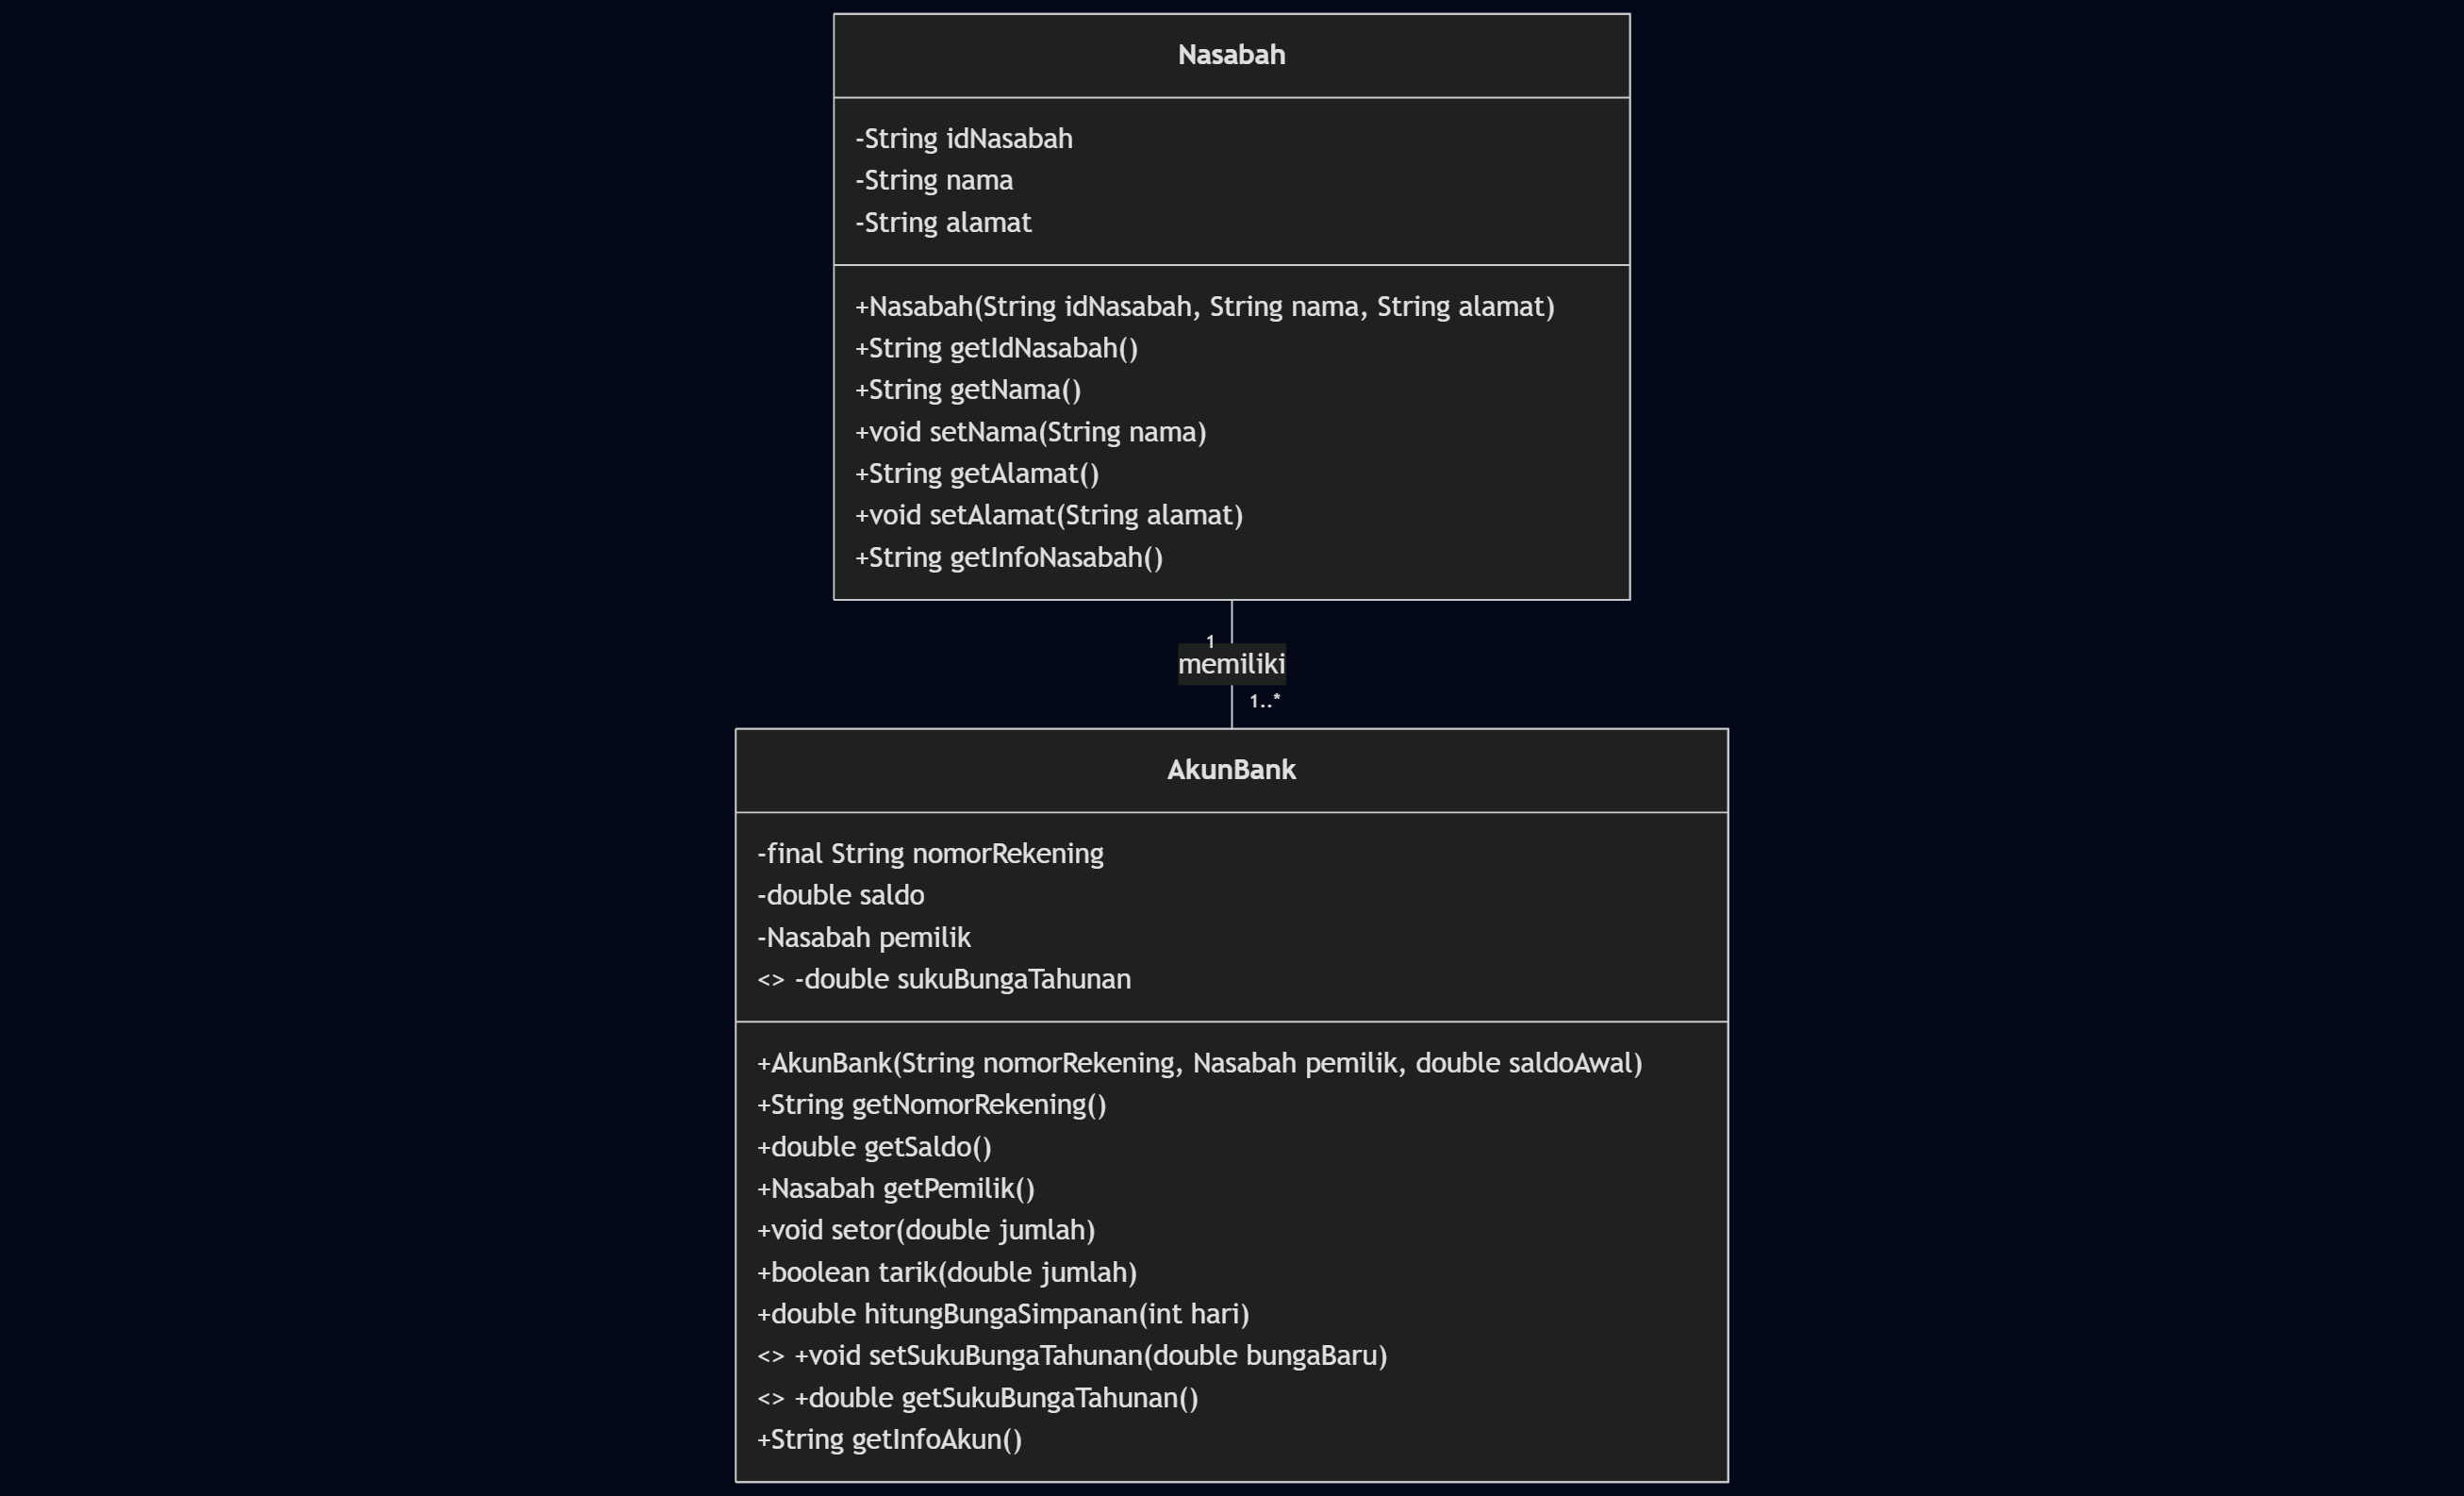 Nasabah
-String idNasabah
-String nama
-String alamat
+Nasabah(String idNasabah, String nama, String alamat)
+String getIdNasabah()
+String getNama()
+void setNama(String nama)
+String getAlamat()
+void setAlamat(String alamat)
+String getInfoNasabah()
1
memiliki
1..*
AkunBank
-final String nomorRekening
-double saldo
-Nasabah pemilik
<> -double sukuBungaTahunan
+AkunBank(String nomorRekening, Nasabah pemilik, double saldoAwal)
+String getNomorRekening()
+double getSaldo()
+Nasabah getPemilik()
+void setor(double jumlah)
+boolean tarik(double jumlah)
+double hitungBungaSimpanan(int hari)
<> +void setSukuBungaTahunan(double bungaBaru)
<> +double getSukuBungaTahunan()
+String getInfoAkun()